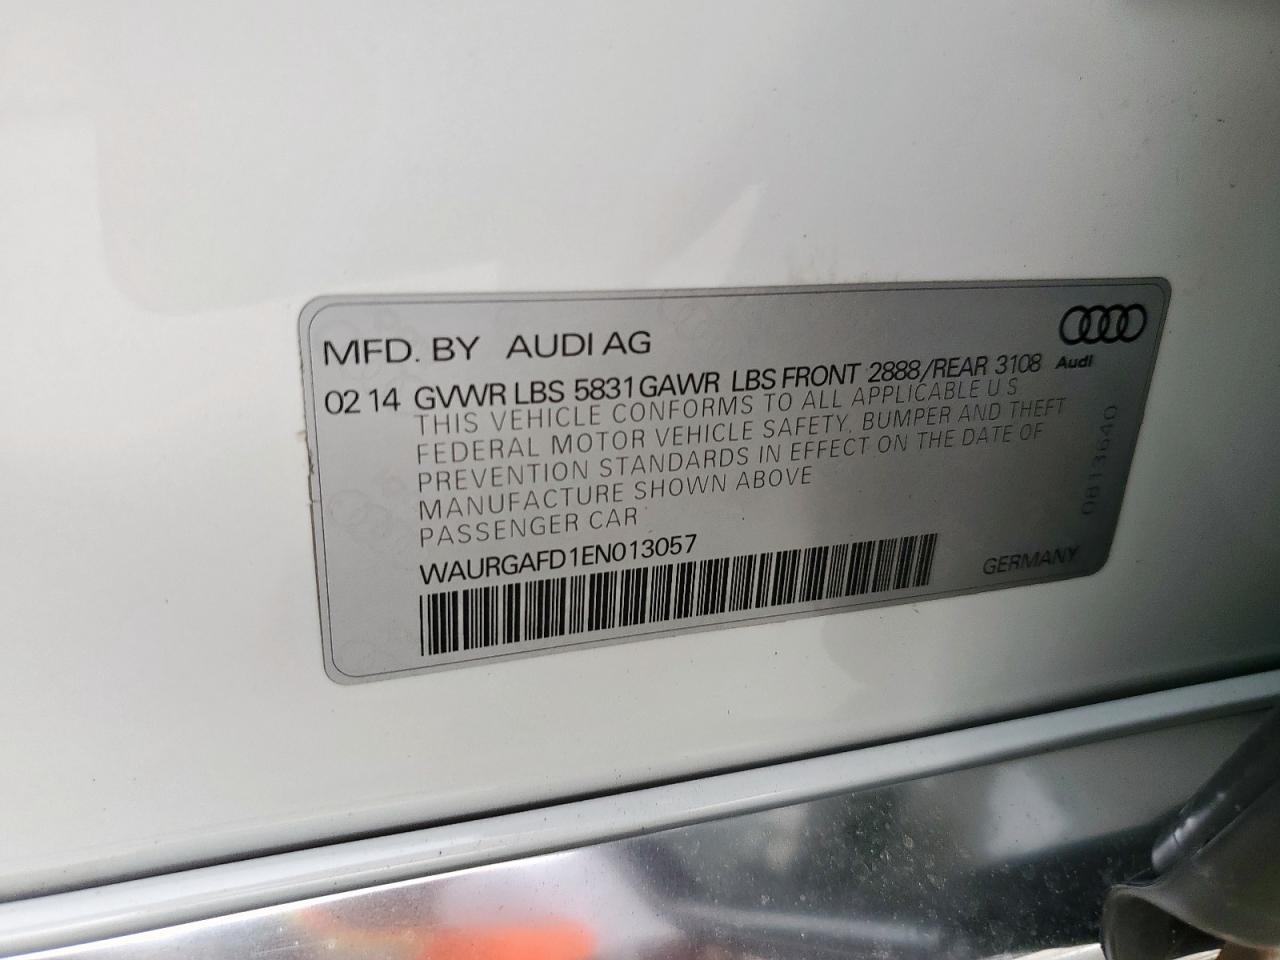 MFD. BY AUDI AG
Audi
02 14 GVWR LBS 5831 GAWR LBS FRONT 2888/REAR 3108
THIS VEHICLE CONFORMS TO ALL APPLICABLE U S
FEDERAL MOTOR VEHICLE SAFETY, BUMPER AND THEFT
PREVENTION STANDARDS IN EFFECT ON THE DATE OF
MANUFACTURE SHOWN ABOVE
PASSENGER CAR
WAURGAFD1EN013057
GERMANY
0813640